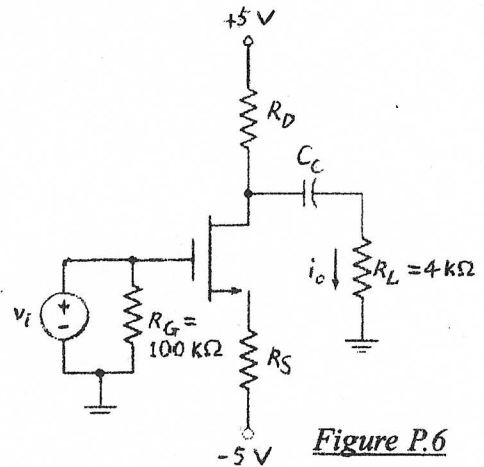 +5 V
R_D
C_C
i_o
R_L = 4 kΩ
v_i
+
-
R_G =
100 kΩ
R_S
-5 V
Figure P.6